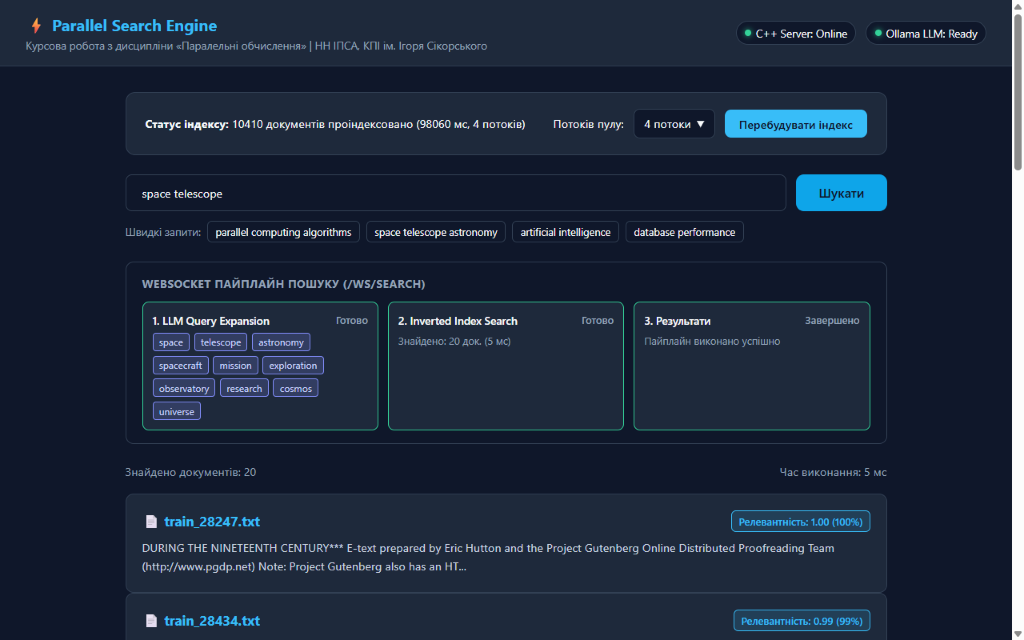 Parallel Search Engine
Курсова робота з дисципліни «Паралельні обчислення» | НН ІПСА, КПІ ім. Ігоря Сікорського
C++ Server: Online
Ollama LLM: Ready
Статус індексу: 10410 документів проіндексовано (98060 мс, 4 потоків)
Потоків пулу:
4 потоки ▼
Перебудувати індекс
space telescope
Шукати
Швидкі запити:
parallel computing algorithms
space telescope astronomy
artificial intelligence
database performance
WEBSOCKET ПАЙПЛАЙН ПОШУКУ (/WS/SEARCH)
1. LLM Query Expansion
Готово
space
telescope
astronomy
spacecraft
mission
exploration
observatory
research
cosmos
universe
2. Inverted Index Search
Готово
Знайдено: 20 док. (5 мс)
3. Результати
Завершено
Пайплайн виконано успішно
Знайдено документів: 20
Час виконання: 5 мс
train_28247.txt
Релевантність: 1.00 (100%)
DURING THE NINETEENTH CENTURY*** E-text prepared by Eric Hutton and the Project Gutenberg Online Distributed Proofreading Team
(http://www.pgdp.net) Note: Project Gutenberg also has an HT...
train_28434.txt
Релевантність: 0.99 (99%)